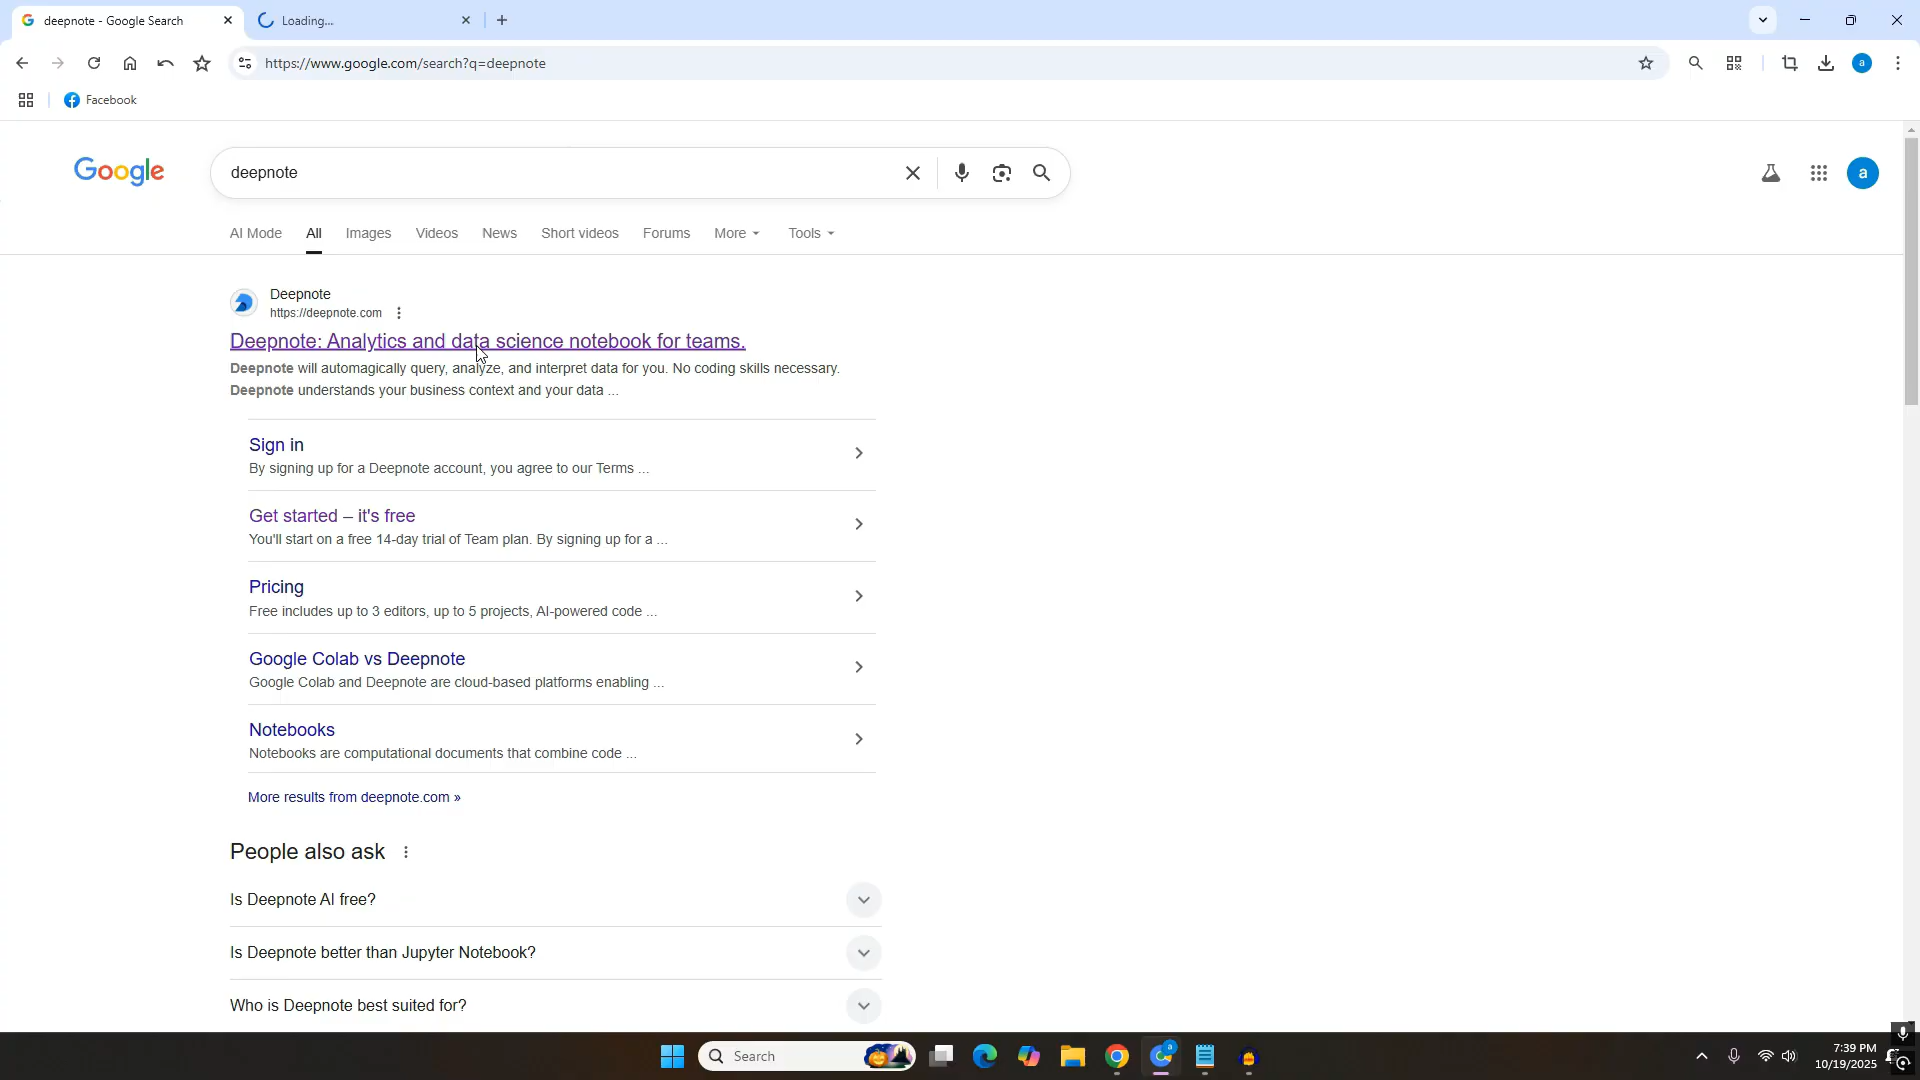 deepnote - Google Search
Loading...
https://www.google.com/search?q=deepnote
a
Facebook
Google
deepnote
a
AI Mode
All
Images
Videos
News
Short videos
Forums
More
Tools
Deepnote
https://deepnote.com
Deepnote: Analytics and data science notebook for teams.
Deepnote will automagically query, analyze, and interpret data for you. No coding skills necessary.
Deepnote understands your business context and your data ...
Sign in
By signing up for a Deepnote account, you agree to our Terms ...
Get started – it's free
You'll start on a free 14-day trial of Team plan. By signing up for a ...
Pricing
Free includes up to 3 editors, up to 5 projects, AI-powered code ...
Google Colab vs Deepnote
Google Colab and Deepnote are cloud-based platforms enabling ...
Notebooks
Notebooks are computational documents that combine code ...
More results from deepnote.com »
People also ask
Is Deepnote AI free?
Is Deepnote better than Jupyter Notebook?
Who is Deepnote best suited for?
Search
a
7:39 PM
10/19/2025